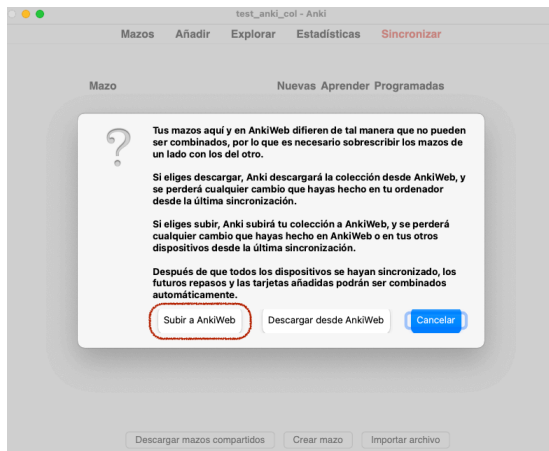 test_anki_col - Anki
Mazos Añadir Explorar Estadísticas Sincronizar
Mazo Nuevas Aprender Programadas
Tus mazos aquí y en AnkiWeb difieren de tal manera que no pueden
ser combinados, por lo que es necesario sobrescribir los mazos de
un lado con los del otro.
Si eliges descargar, Anki descargará la colección desde AnkiWeb, y
se perderá cualquier cambio que hayas hecho en tu ordenador
desde la última sincronización.
Si eliges subir, Anki subirá tu colección a AnkiWeb, y se perderá
cualquier cambio que hayas hecho en AnkiWeb o en tus otros
dispositivos desde la última sincronización.
Después de que todos los dispositivos se hayan sincronizado, los
futuros repasos y las tarjetas añadidas podrán ser combinados
automáticamente.
Subir a AnkiWeb Descargar desde AnkiWeb Cancelar
Descargar mazos compartidos Crear mazo Importar archivo